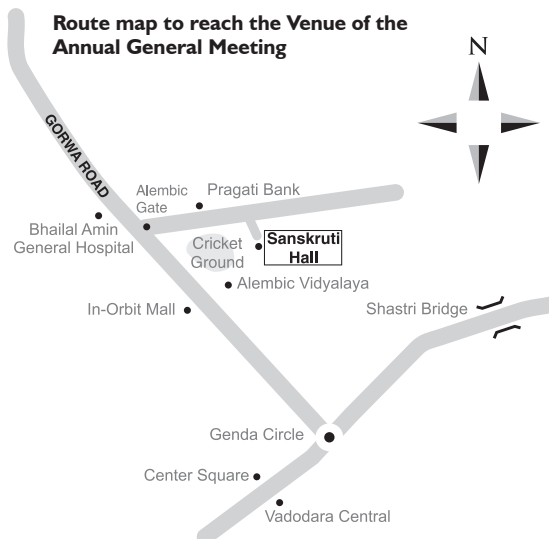 Route map to reach the Venue of the
Annual General Meeting
N
GORWA ROAD
Alembic
Gate
Pragati Bank
Bhailal Amin
General Hospital
Cricket
Ground
Sanskruti
Hall
Alembic Vidyalaya
In-Orbit Mall
Shastri Bridge
Genda Circle
Center Square
Vadodara Central